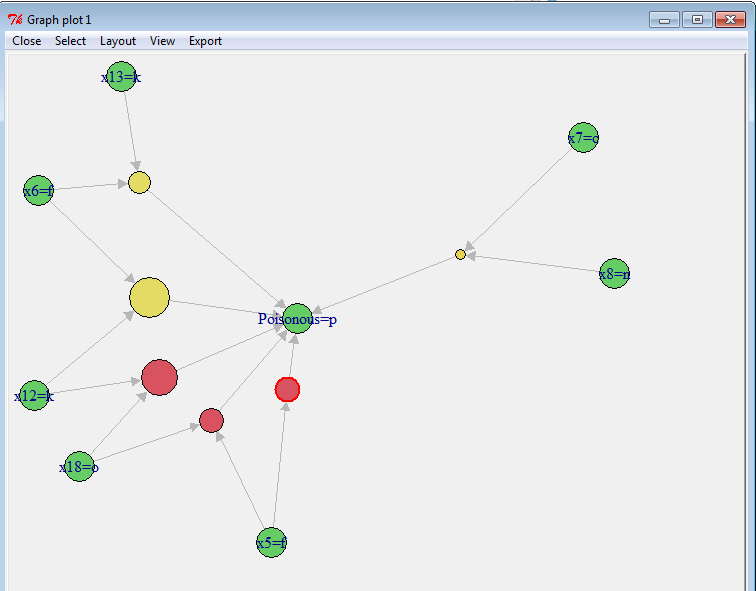 Graph plot 1
Close Select Layout View Export
x13=k
x7=c
x6=f
x8=n
Poisonous=p
x12=k
x18=o
x5=f